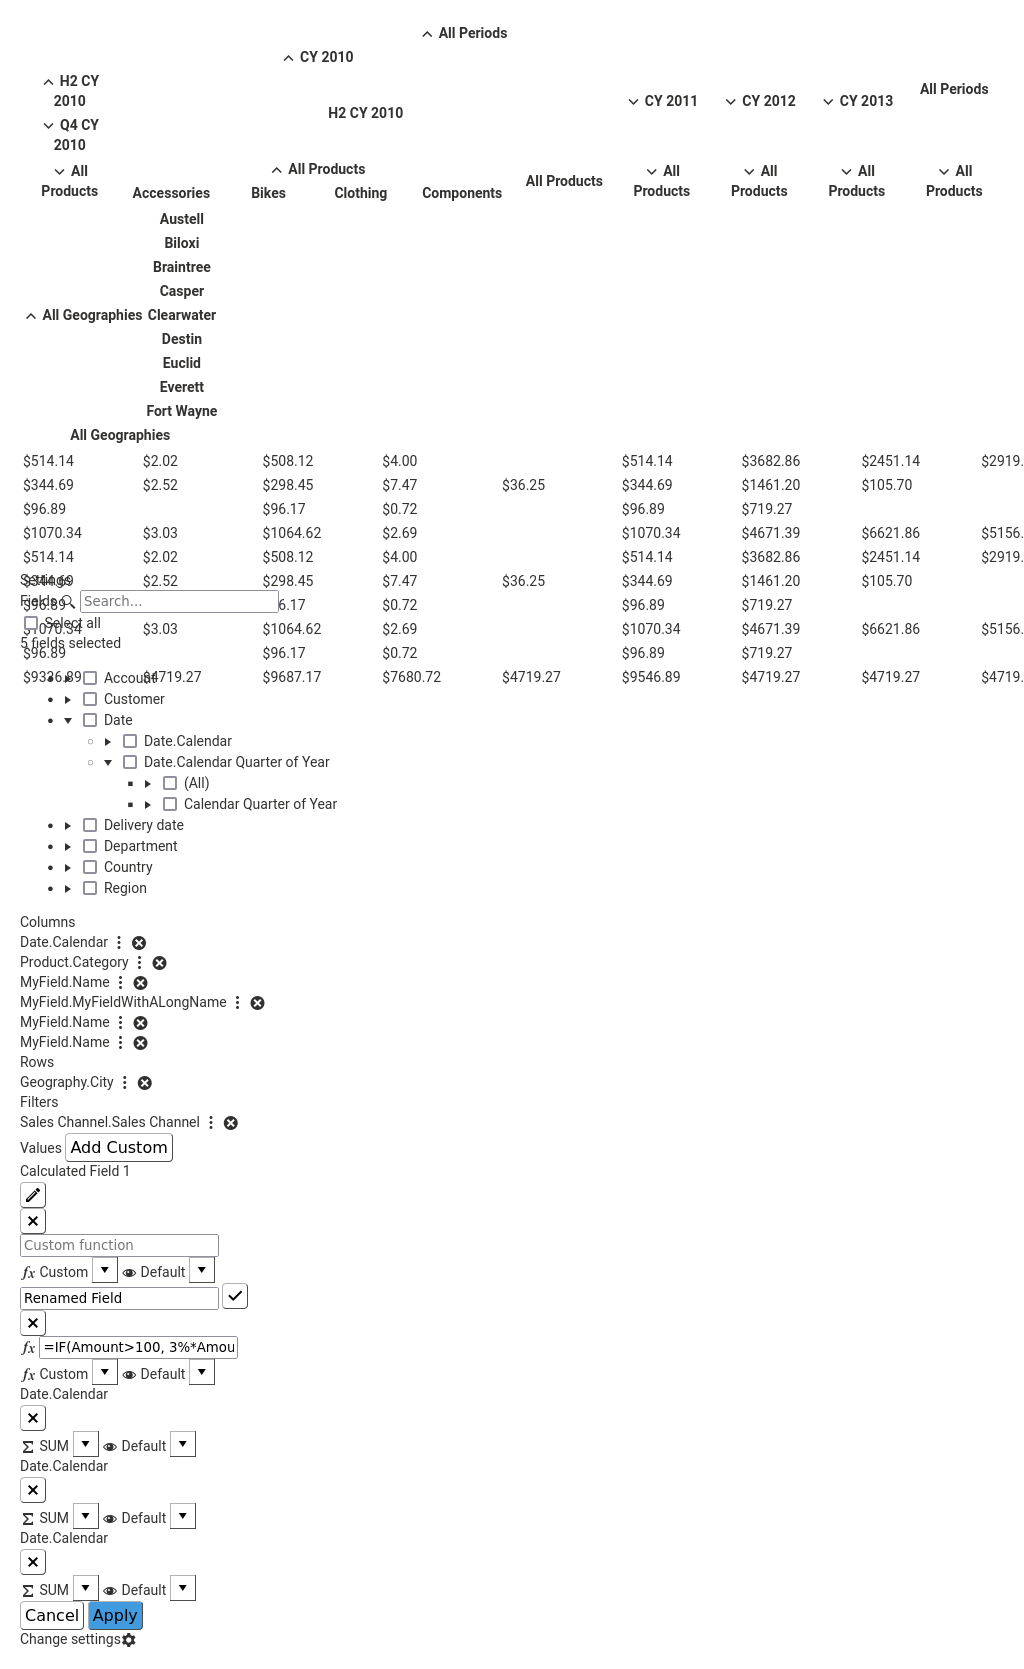 All Periods
CY 2010
H2 CY 2010
Q4 CY 2010
H2 CY 2010
CY 2011
CY 2012
CY 2013
All Periods
All Products
All Products
Accessories
Bikes
Clothing
Components
All Products
All Products
All Products
All Products
All Products
Austell
Biloxi
Braintree
Casper
All Geographies Clearwater
Destin
Euclid
Everett
Fort Wayne
All Geographies
$514.14 $2.02 $508.12 $4.00 $514.14 $3682.86 $2451.14 $2919.
$344.69 $2.52 $298.45 $7.47 $36.25 $344.69 $1461.20 $105.70
$96.89 $96.17 $0.72 $96.89 $719.27
$1070.34 $3.03 $1064.62 $2.69 $1070.34 $4671.39 $6621.86 $5156.
$514.14 $2.02 $508.12 $4.00 $514.14 $3682.86 $2451.14 $2919.
Settings
$344.69 $2.52 $298.45 $7.47 $36.25 $344.69 $1461.20 $105.70
Fields Search...
$96.89 6.17 $0.72 $96.89 $719.27
Select all
$1070.34 $3.03 $1064.62 $2.69 $1070.34 $4671.39 $6621.86 $5156.
5 fields selected
$96.89 $96.17 $0.72 $96.89 $719.27
$9336.89 $4719.27 $9687.17 $7680.72 $4719.27 $9546.89 $4719.27 $4719.27 $4719.
Account
Customer
Date
Date.Calendar
Date.Calendar Quarter of Year
(All)
Calendar Quarter of Year
Delivery date
Department
Country
Region
Columns
Date.Calendar
Product.Category
MyField.Name
MyField.MyFieldWithALongName
MyField.Name
MyField.Name
Rows
Geography.City
Filters
Sales Channel.Sales Channel
Values Add Custom
Calculated Field 1
Custom function
fx Custom Default
Renamed Field
fx =IF(Amount>100, 3%*Amou
fx Custom Default
Date.Calendar
Σ SUM Default
Date.Calendar
Σ SUM Default
Date.Calendar
Σ SUM Default
Cancel Apply
Change settings